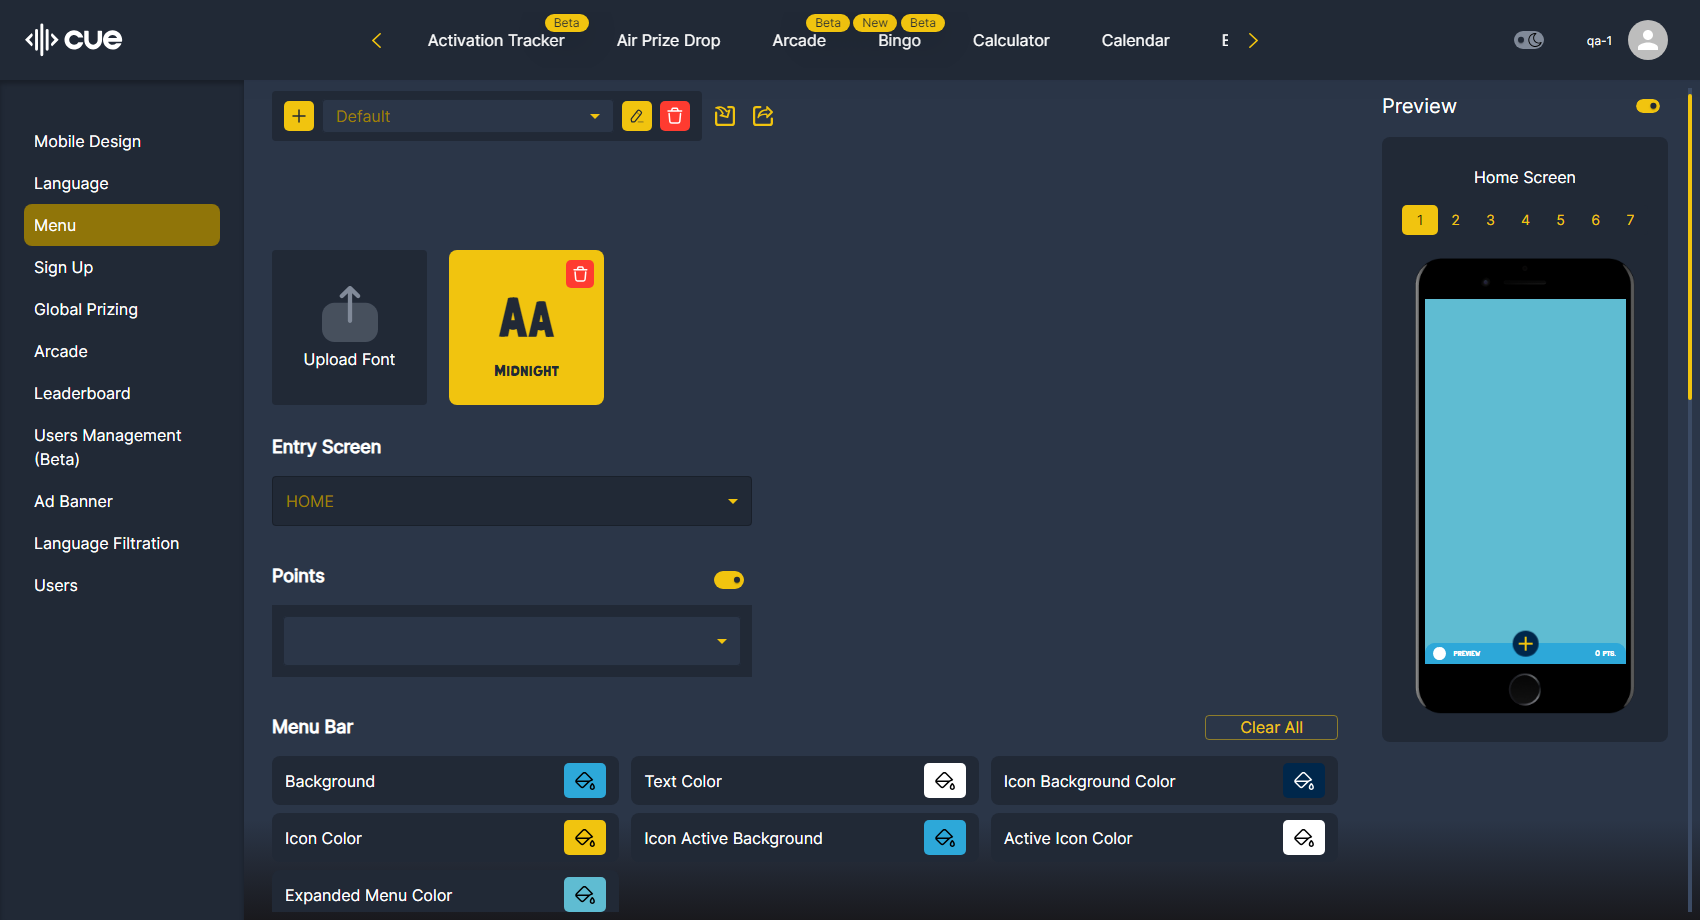 cue
Activation Tracker
Beta
Air Prize Drop
Arcade
Beta
New
Bingo
Beta
Calculator
Calendar
qa-1
Mobile Design
Language
Menu
Sign Up
Global Prizing
Arcade
Leaderboard
Users Management
(Beta)
Ad Banner
Language Filtration
Users
Default
Upload Font
AA
MIDNIGHT
Entry Screen
HOME
Points
Menu Bar
Clear All
Background
Text Color
Icon Background Color
Icon Color
Icon Active Background
Active Icon Color
Expanded Menu Color
Preview
Home Screen
1 2 3 4 5 6 7
PREVIEW
0 PTS.